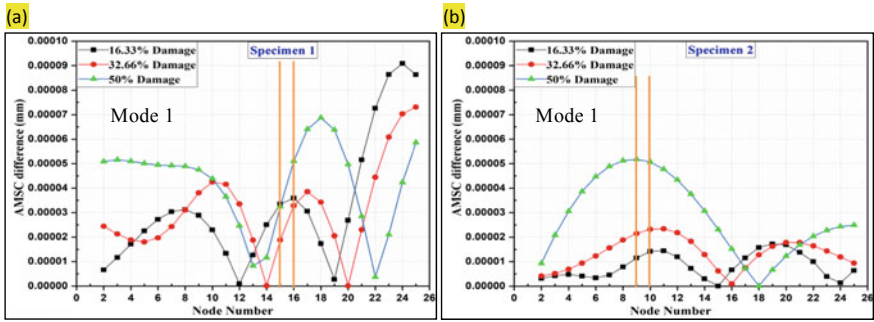 (a)
Specimen 1
16.33% Damage
32.66% Damage
50% Damage
Mode 1
AMSC difference (mm)
0.00010
0.00009
0.00008
0.00007
0.00006
0.00005
0.00004
0.00003
0.00002
0.00001
0.00000
0 2 4 6 8 10 12 14 16 18 20 22 24 26
Node Number
(b)
Specimen 2
16.33% Damage
32.66% Damage
50% Damage
Mode 1
AMSC difference (mm)
0.00010
0.00009
0.00008
0.00007
0.00006
0.00005
0.00004
0.00003
0.00002
0.00001
0.00000
0 2 4 6 8 10 12 14 16 18 20 22 24 26
Node Number